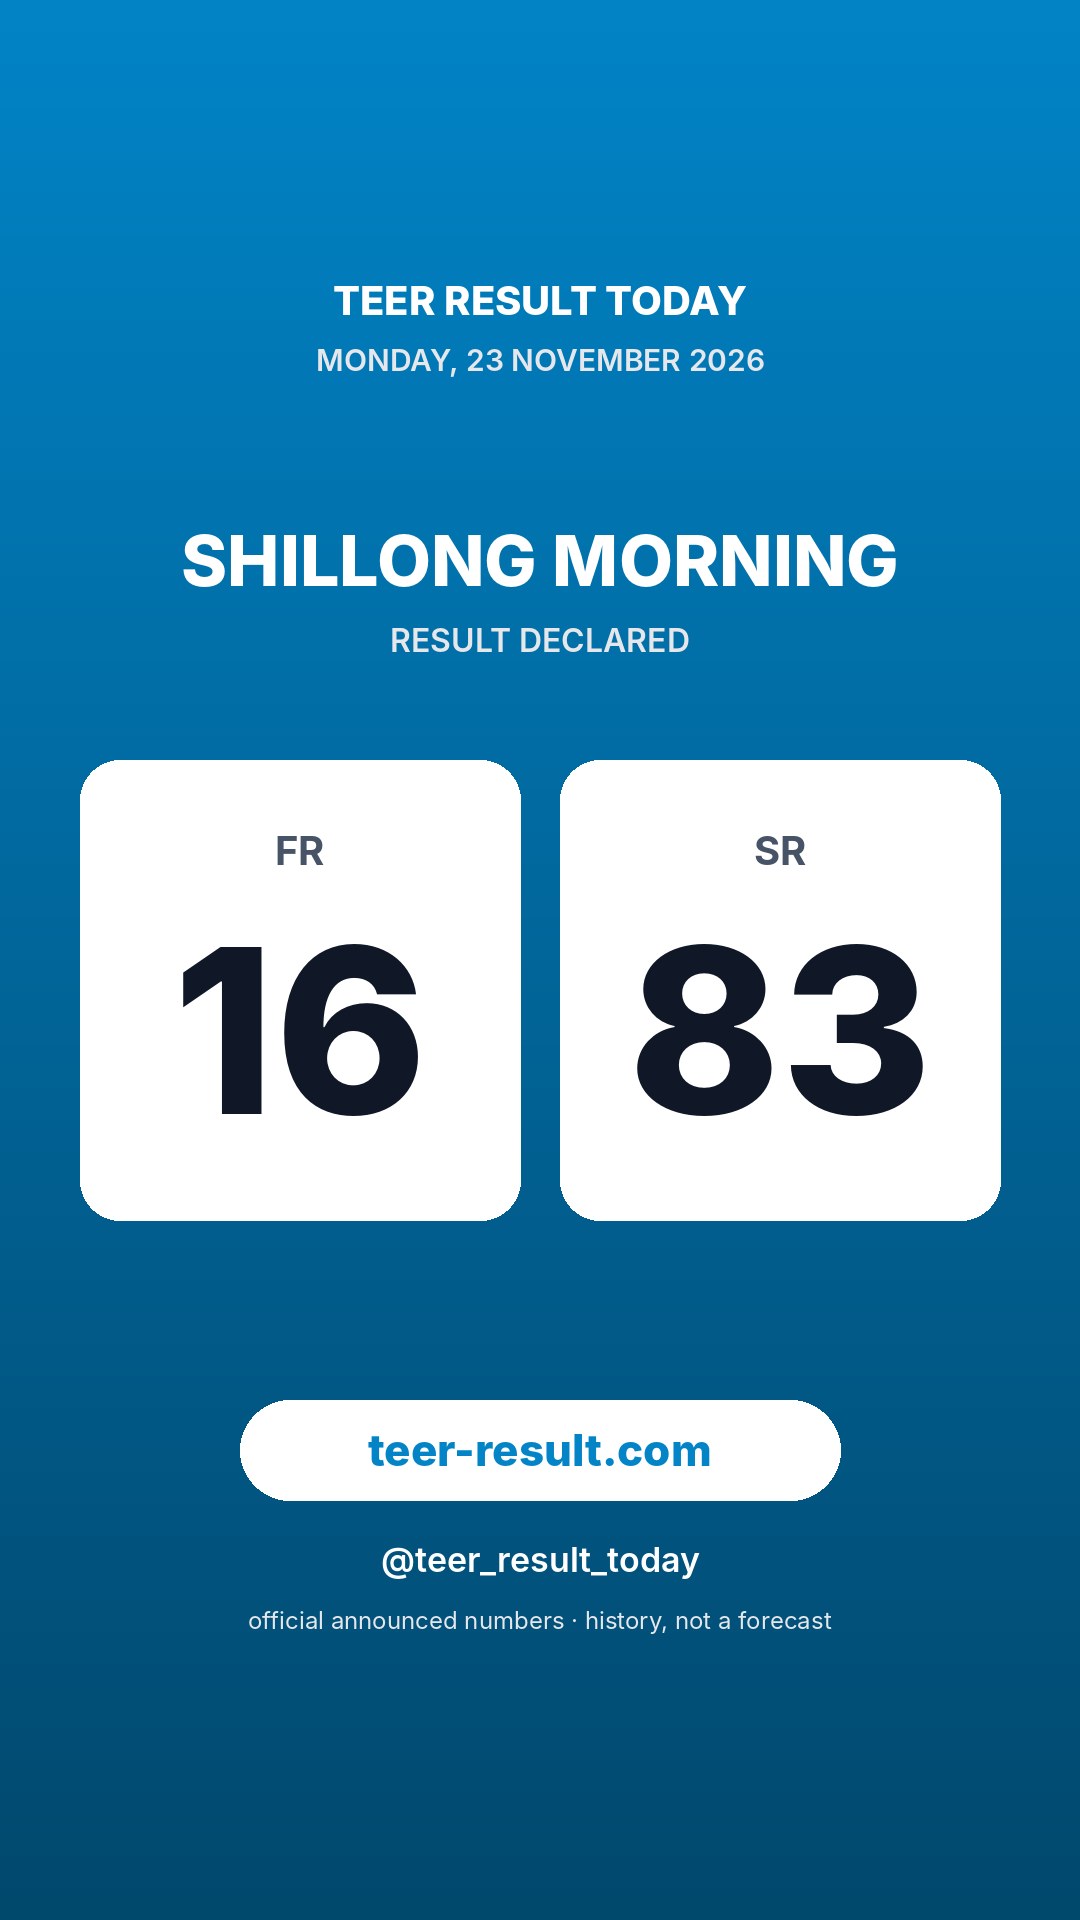 TEER RESULT TODAY
MONDAY, 23 NOVEMBER 2026
SHILLONG MORNING
RESULT DECLARED
FR
16
SR
83
teer-result.com
@teer_result_today
official announced numbers · history, not a forecast